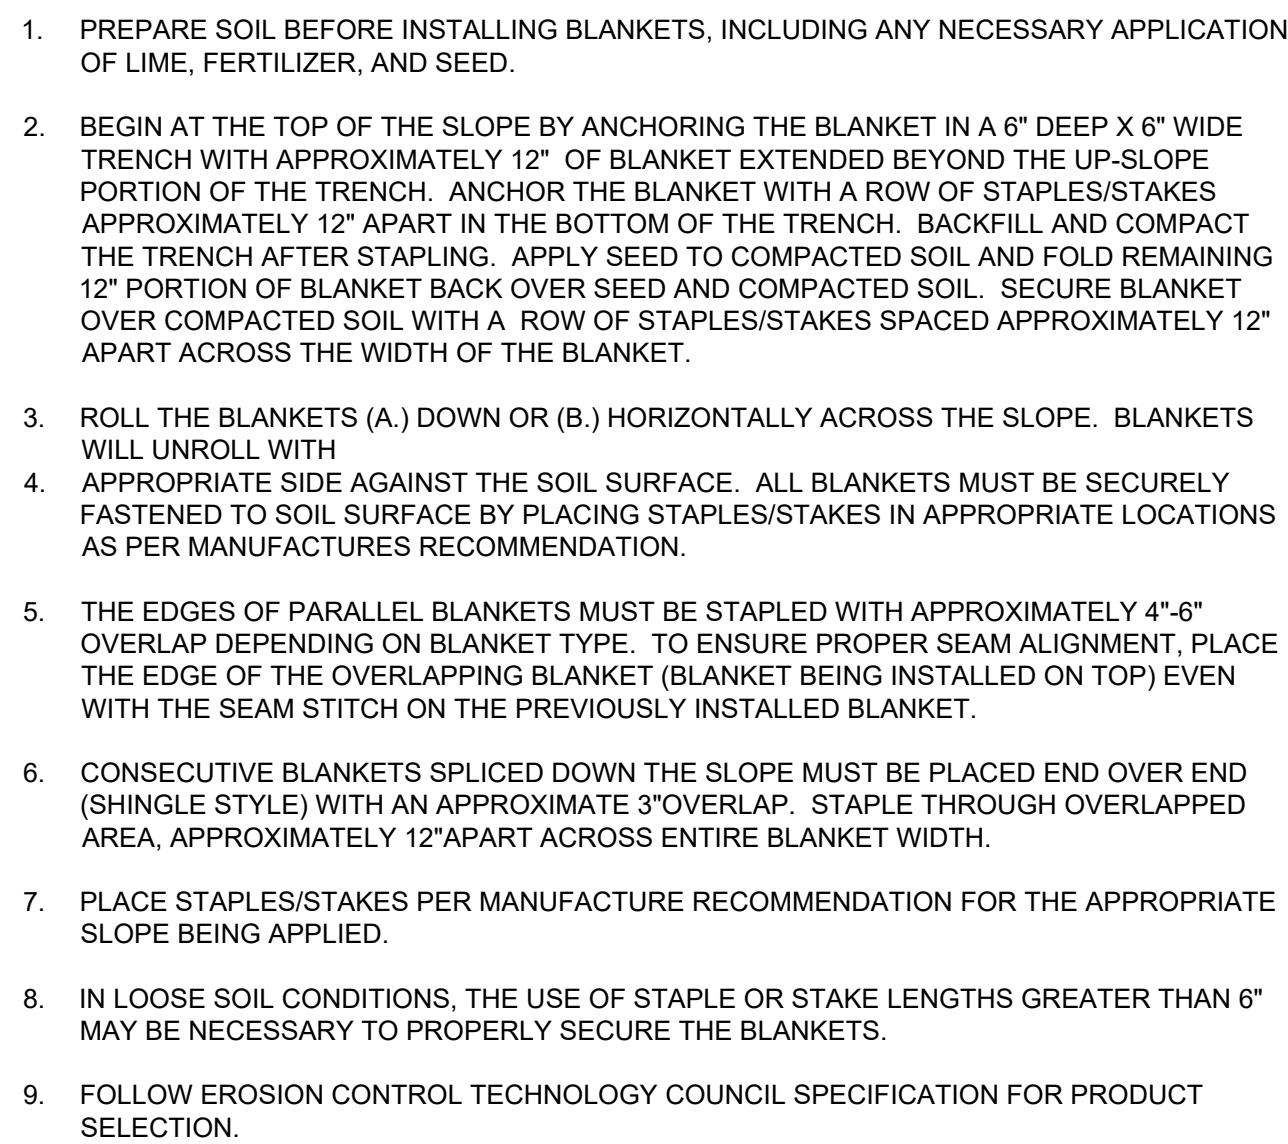 1. PREPARE SOIL BEFORE INSTALLING BLANKETS, INCLUDING ANY NECESSARY APPLICATION
OF LIME, FERTILIZER, AND SEED.
2. BEGIN AT THE TOP OF THE SLOPE BY ANCHORING THE BLANKET IN A 6" DEEP X 6" WIDE
TRENCH WITH APPROXIMATELY 12" OF BLANKET EXTENDED BEYOND THE UP-SLOPE
PORTION OF THE TRENCH. ANCHOR THE BLANKET WITH A ROW OF STAPLES/STAKES
APPROXIMATELY 12" APART IN THE BOTTOM OF THE TRENCH. BACKFILL AND COMPACT
THE TRENCH AFTER STAPLING. APPLY SEED TO COMPACTED SOIL AND FOLD REMAINING
12" PORTION OF BLANKET BACK OVER SEED AND COMPACTED SOIL. SECURE BLANKET
OVER COMPACTED SOIL WITH A ROW OF STAPLES/STAKES SPACED APPROXIMATELY 12"
APART ACROSS THE WIDTH OF THE BLANKET.
3. ROLL THE BLANKETS (A.) DOWN OR (B.) HORIZONTALLY ACROSS THE SLOPE. BLANKETS
WILL UNROLL WITH
4. APPROPRIATE SIDE AGAINST THE SOIL SURFACE. ALL BLANKETS MUST BE SECURELY
FASTENED TO SOIL SURFACE BY PLACING STAPLES/STAKES IN APPROPRIATE LOCATIONS
AS PER MANUFACTURES RECOMMENDATION.
5. THE EDGES OF PARALLEL BLANKETS MUST BE STAPLED WITH APPROXIMATELY 4"-6"
OVERLAP DEPENDING ON BLANKET TYPE. TO ENSURE PROPER SEAM ALIGNMENT, PLACE
THE EDGE OF THE OVERLAPPING BLANKET (BLANKET BEING INSTALLED ON TOP) EVEN
WITH THE SEAM STITCH ON THE PREVIOUSLY INSTALLED BLANKET.
6. CONSECUTIVE BLANKETS SPLICED DOWN THE SLOPE MUST BE PLACED END OVER END
(SHINGLE STYLE) WITH AN APPROXIMATE 3"OVERLAP. STAPLE THROUGH OVERLAPPED
AREA, APPROXIMATELY 12"APART ACROSS ENTIRE BLANKET WIDTH.
7. PLACE STAPLES/STAKES PER MANUFACTURE RECOMMENDATION FOR THE APPROPRIATE
SLOPE BEING APPLIED.
8. IN LOOSE SOIL CONDITIONS, THE USE OF STAPLE OR STAKE LENGTHS GREATER THAN 6"
MAY BE NECESSARY TO PROPERLY SECURE THE BLANKETS.
9. FOLLOW EROSION CONTROL TECHNOLOGY COUNCIL SPECIFICATION FOR PRODUCT
SELECTION.